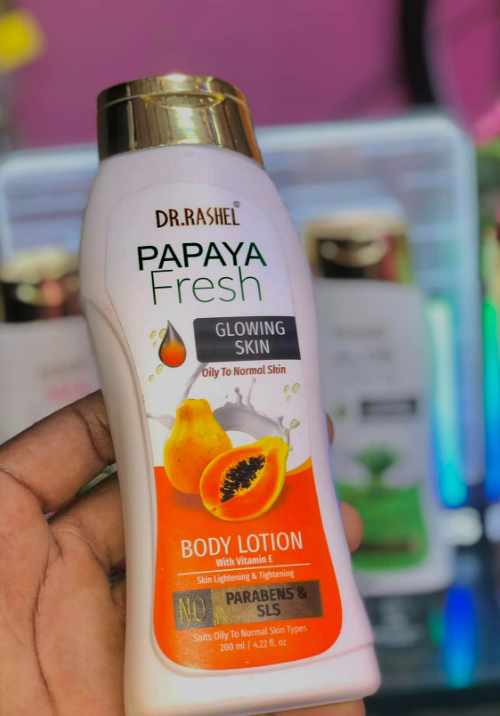 DR.RASHEL®
PAPAYA
Fresh
GLOWING
SKIN
Oily To Normal Skin
BODY LOTION
With Vitamin E
Skin Lightening & Tightening
NO PARABENS &
SLS
Suits Oily To Normal Skin Types
200 ml / 4.22 fl. oz